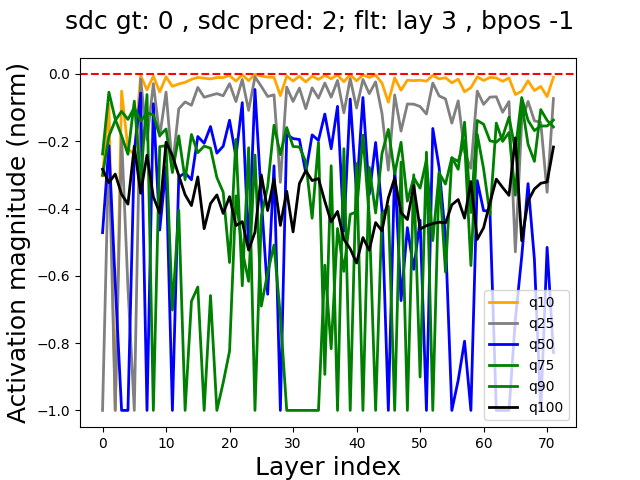 sdc gt: 0 , sdc pred: 2; flt: lay 3 , bpos -1
Activation magnitude (norm)
0.0
−0.2
−0.4
−0.6
−0.8
−1.0
0
10
20
30
40
50
60
70
Layer index
q10
q25
q50
q75
q90
q100